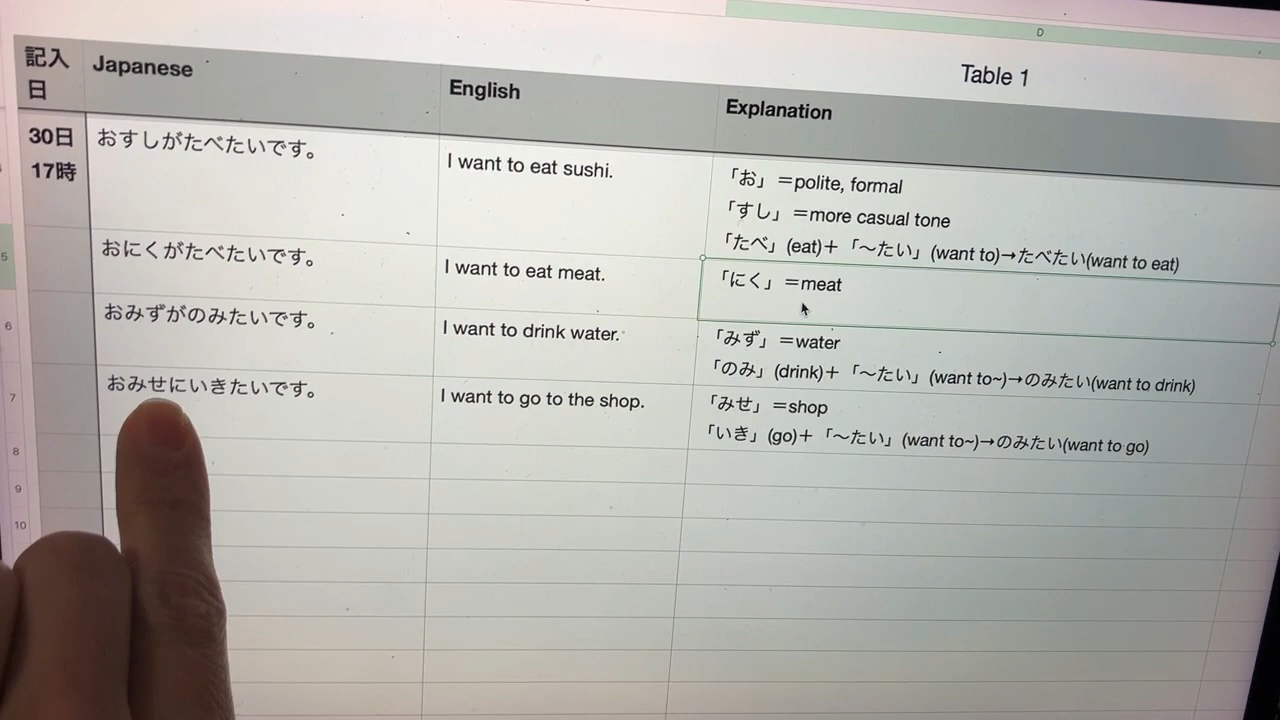 D
Table 1
記入
日
Japanese
English
Explanation
30日
17時
おすしがたべたいです。
I want to eat sushi.
「お」＝polite, formal
「すし」＝more casual tone
「たべ」(eat)＋「〜たい」(want to)→たべたい(want to eat)
5
おにくがたべたいです。
I want to eat meat.
「にく」＝meat
6
おみずがのみたいです。
I want to drink water.
「みず」＝water
「のみ」(drink)＋「〜たい」(want to~)→のみたい(want to drink)
7
おみせにいきたいです。
I want to go to the shop.
「みせ」＝shop
「いき」(go)＋「〜たい」(want to~)→のみたい(want to go)
8
9
10